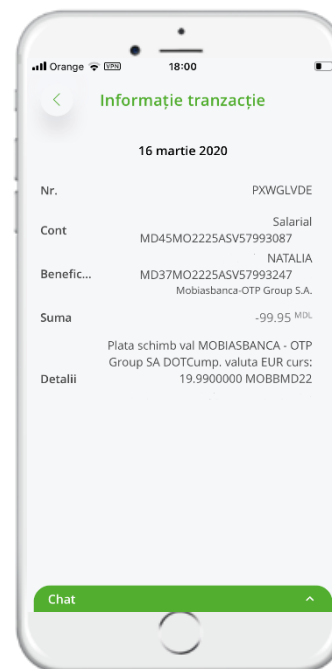 Orange VPN 18:00
Informație tranzacție
16 martie 2020
Nr. PXWGLVDE
Cont Salarial
MD45MO2225ASV57993087
Benefic... NATALIA
MD37MO2225ASV57993247
Mobiasbanca-OTP Group S.A.
Suma -99.95 MDL
Detalii Plata schimb val MOBIASBANCA - OTP
Group SA DOTCump. valuta EUR curs:
19.9900000 MOBBMD22
Chat